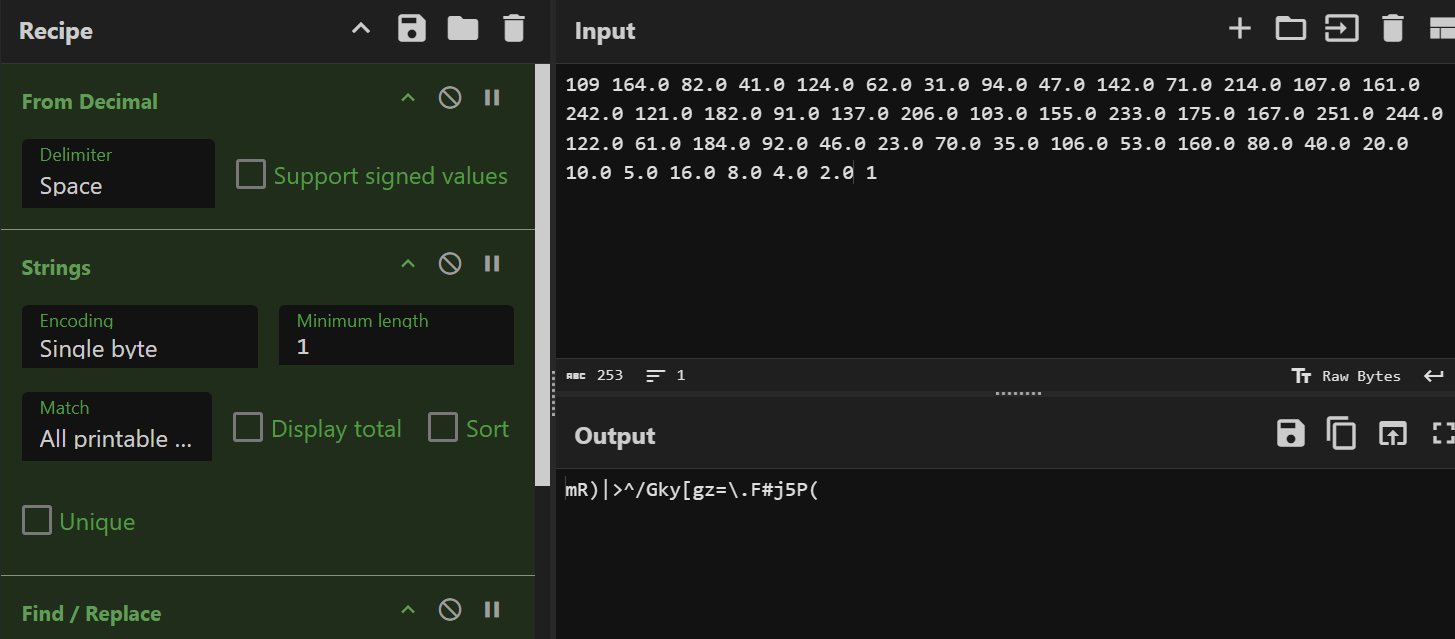 Recipe
From Decimal
Delimiter
Space
Support signed values
Strings
Encoding
Single byte
Minimum length
1
Match
All printable ...
Display total
Sort
Unique
Find / Replace
Input
109 164.0 82.0 41.0 124.0 62.0 31.0 94.0 47.0 142.0 71.0 214.0 107.0 161.0
242.0 121.0 182.0 91.0 137.0 206.0 103.0 155.0 233.0 175.0 167.0 251.0 244.0
122.0 61.0 184.0 92.0 46.0 23.0 70.0 35.0 106.0 53.0 160.0 80.0 40.0 20.0
10.0 5.0 16.0 8.0 4.0 2.0 1
ABC 253 1
Tт Raw Bytes
Output
mR)|>^/Gky[gz=\.F#j5P(